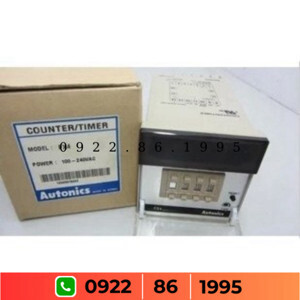 COUNTER/TIMER
MODEL :
POWER : 100-240VAC
Autonics
0922.86.1995
Autonics
0922 86 1995